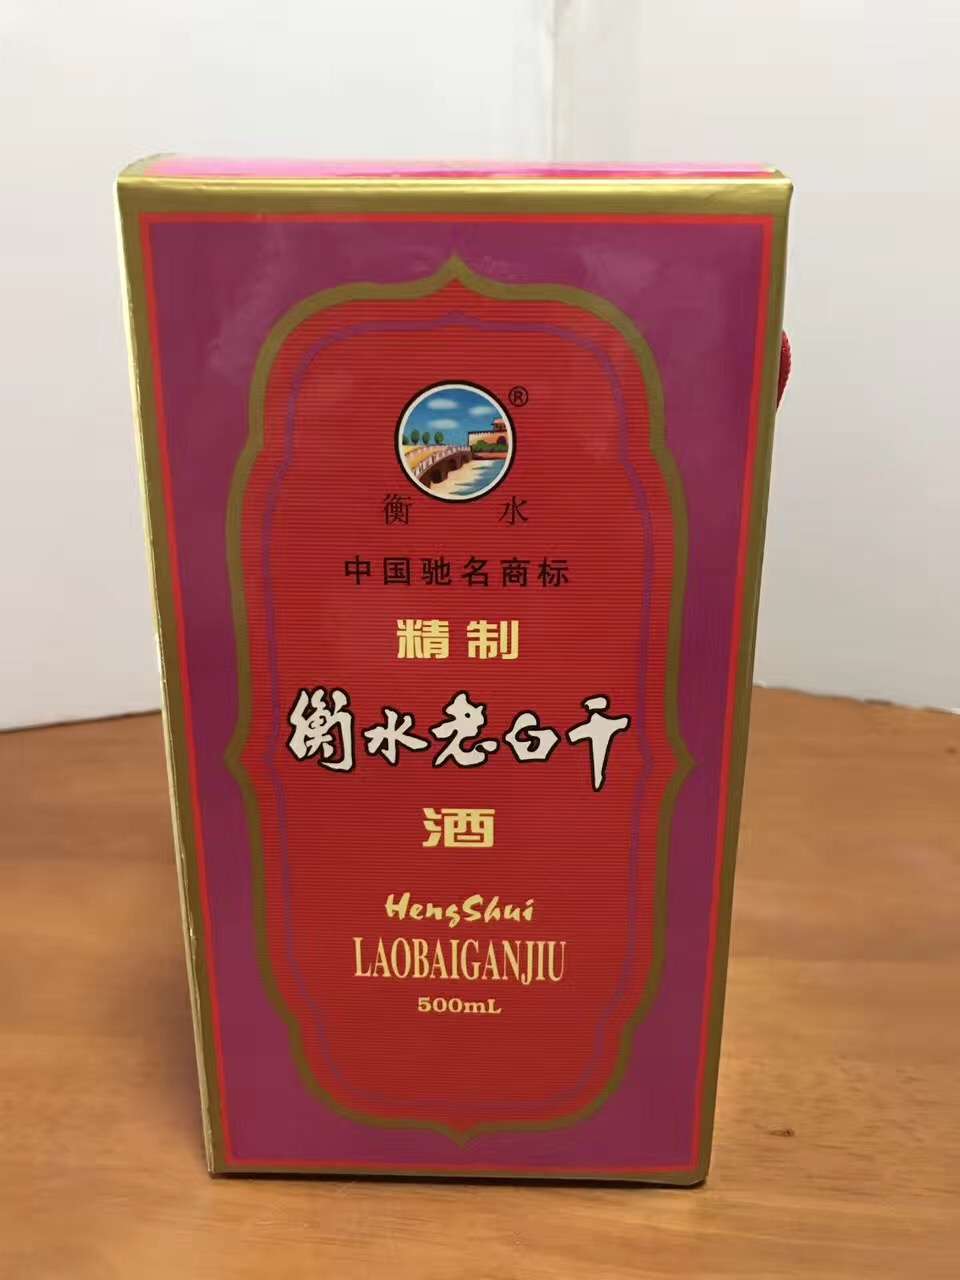 ®
衡水
中国驰名商标
精制
衡水老白干
酒
HengShui
LAOBAIGANJIU
500mL